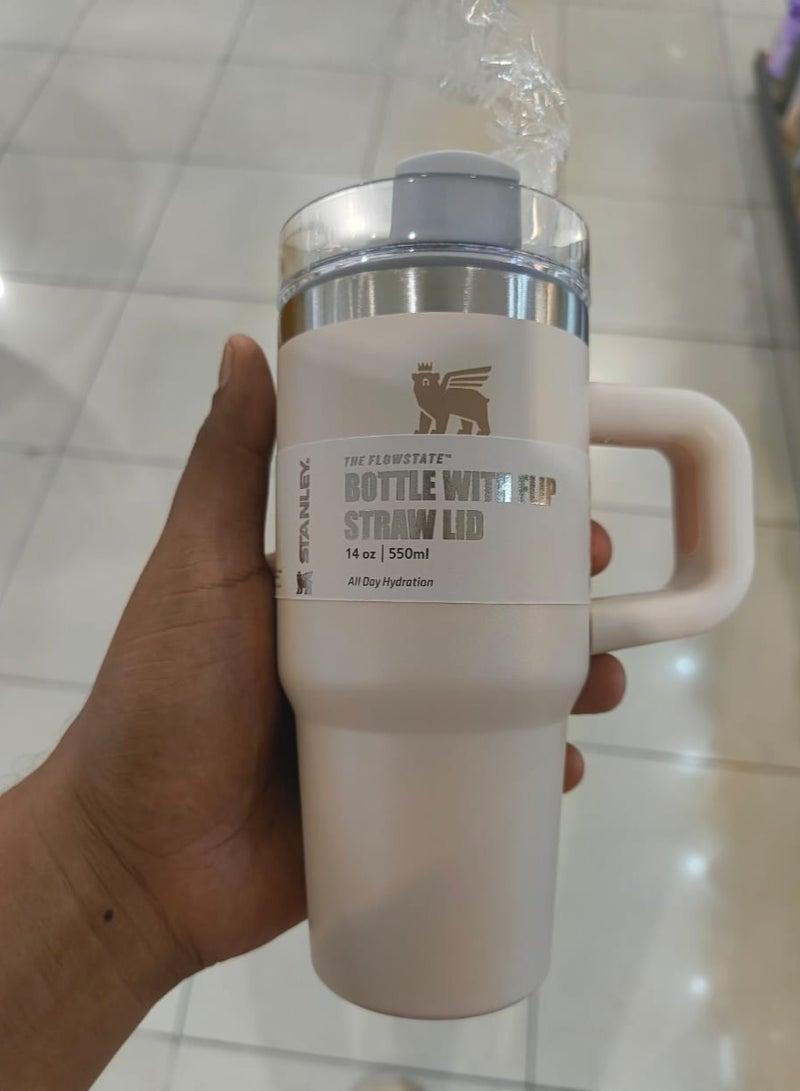 THE FLOWSTATE™
BOTTLE WITH FLIP
STRAW LID
14 oz | 550ml
All Day Hydration
STANLEY.